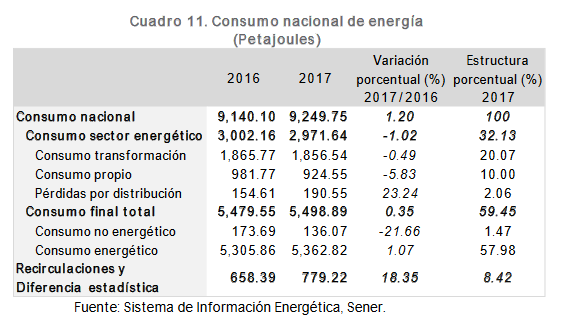 Cuadro 11. Consumo nacional de energía
(Petajoules)
2016 2017 Variación porcentual (%) 2017/2016 Estructura porcentual (%) 2017
Consumo nacional 9,140.10 9,249.75 1.20 100
Consumo sector energético 3,002.16 2,971.64 -1.02 32.13
Consumo transformación 1,865.77 1,856.54 -0.49 20.07
Consumo propio 981.77 924.55 -5.83 10.00
Pérdidas por distribución 154.61 190.55 23.24 2.06
Consumo final total 5,479.55 5,498.89 0.35 59.45
Consumo no energético 173.69 136.07 -21.66 1.47
Consumo energético 5,305.86 5,362.82 1.07 57.98
Recirculaciones y
Diferencia estadística 658.39 779.22 18.35 8.42
Fuente: Sistema de Información Energética, Sener.